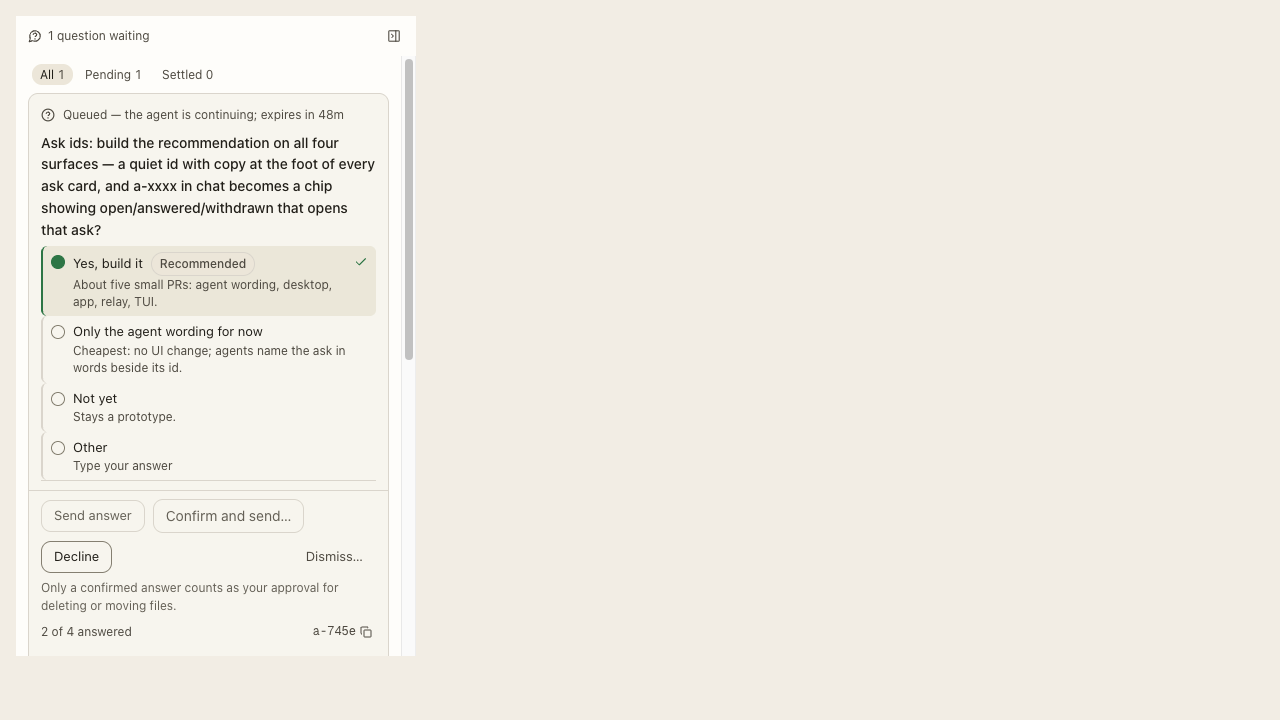 1 question waiting
All 1
Pending 1
Settled 0
Queued — the agent is continuing; expires in 48m
Ask ids: build the recommendation on all four
surfaces — a quiet id with copy at the foot of every
ask card, and a-xxxx in chat becomes a chip
showing open/answered/withdrawn that opens
that ask?
Yes, build it
Recommended
About five small PRs: agent wording, desktop,
app, relay, TUI.
Only the agent wording for now
Cheapest: no UI change; agents name the ask in
words beside its id.
Not yet
Stays a prototype.
Other
Type your answer
Send answer
Confirm and send…
Decline
Dismiss…
Only a confirmed answer counts as your approval for
deleting or moving files.
2 of 4 answered
a-745e